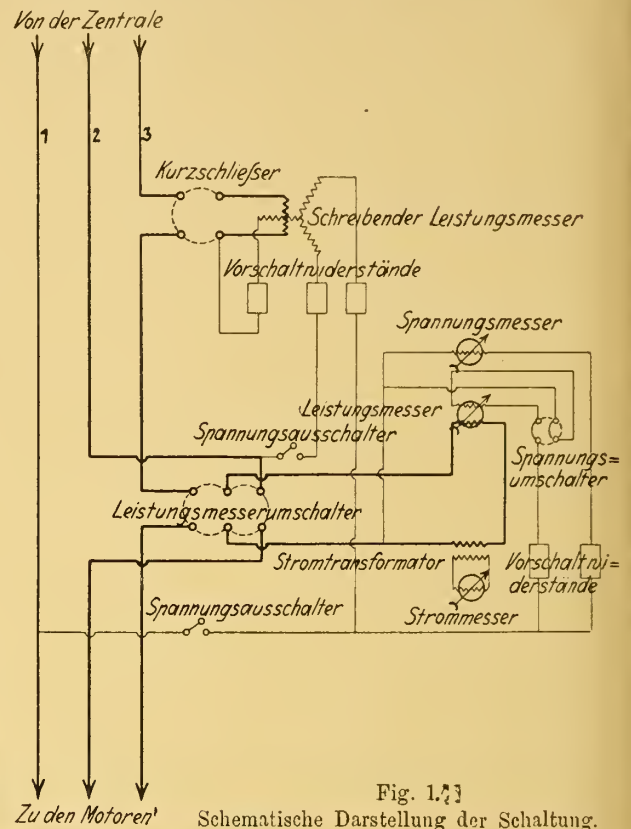 Von der Zentrale
1 2 3
Kurzschließer
Schreibender Leistungsmesser
Vorschaltwiderstände
Spannungsmesser
Leistungsmesser
Spannungsausschalter
Spannungs=
umschalter
Leistungsmesserumschalter
Stromtransformator
Vorschaltwi=
derstände
Strommesser
Spannungsausschalter
Zu den Motoren
Fig. 1.
Schematische Darstellung der Schaltung.